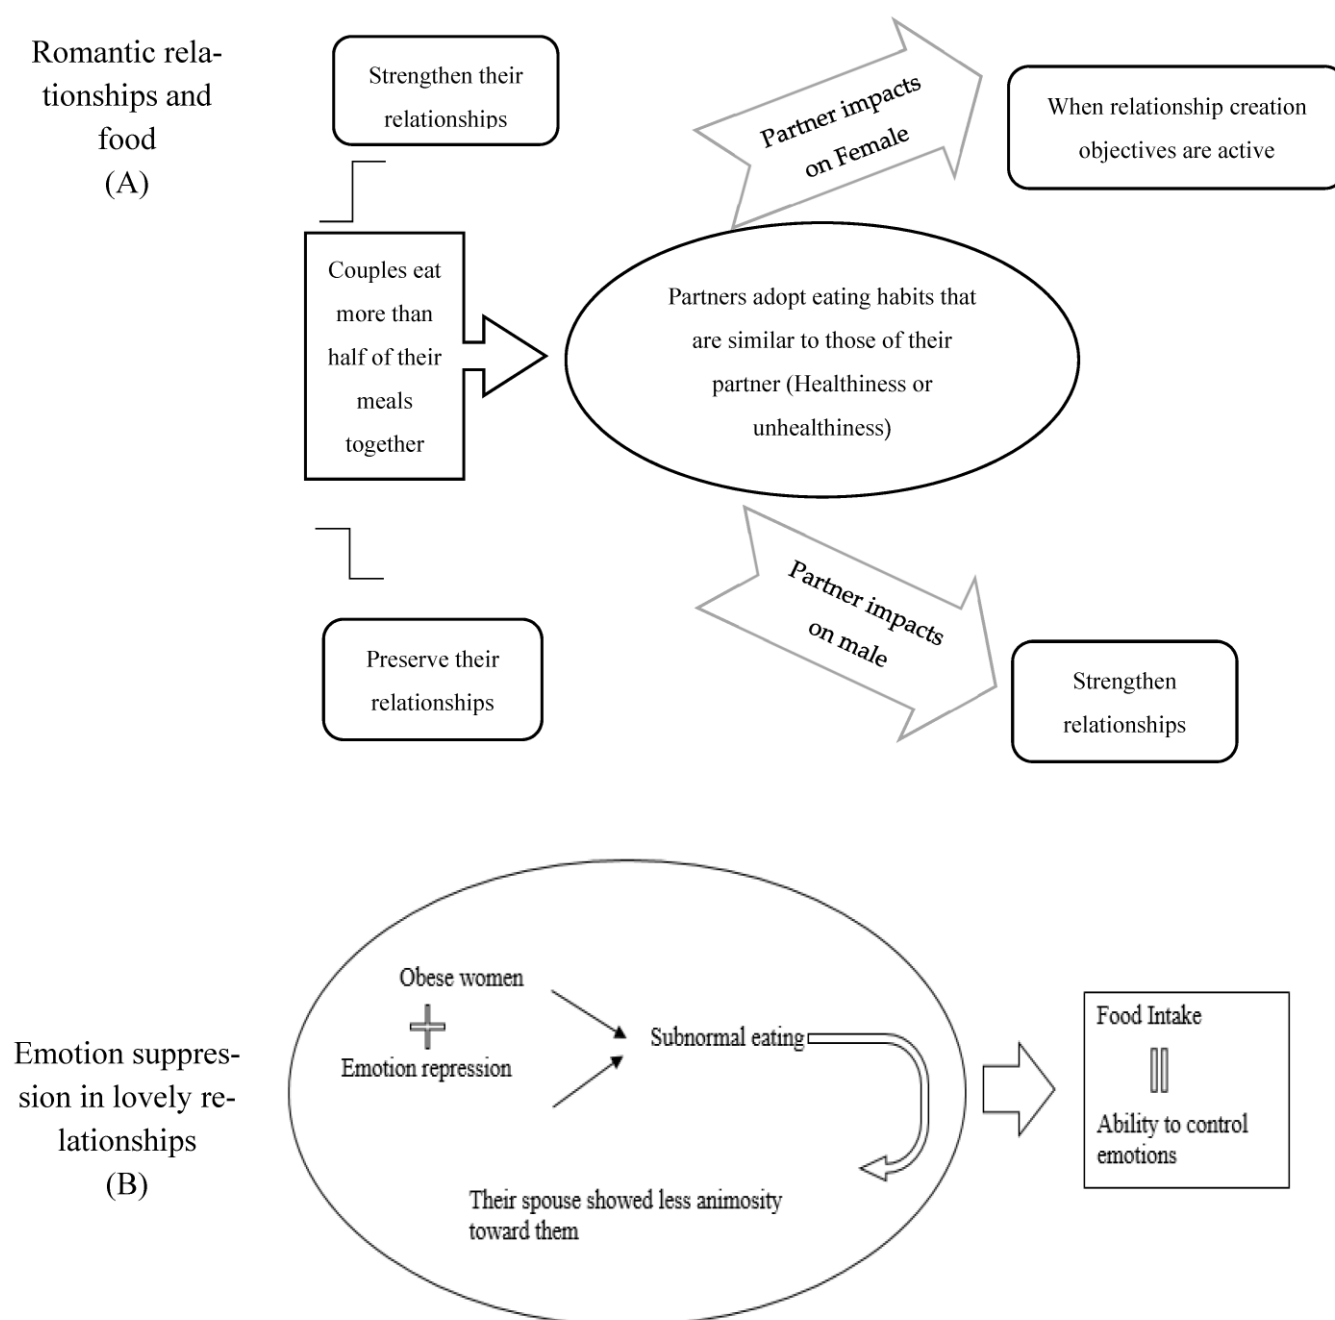 Romantic rela-
tionships and
food
(A)
Strengthen their
relationships
Partner impacts
on Female
When relationship creation
objectives are active
Couples eat
more than
half of their
meals
together
Partners adopt eating habits that
are similar to those of their
partner (Healthiness or
unhealthiness)
Preserve their
relationships
Partner impacts
on male
Strengthen
relationships
Emotion suppres-
sion in lovely re-
lationships
(B)
Obese women
Emotion repression
Subnormal eating
Their spouse showed less animosity
toward them
Food Intake
Ability to control
emotions